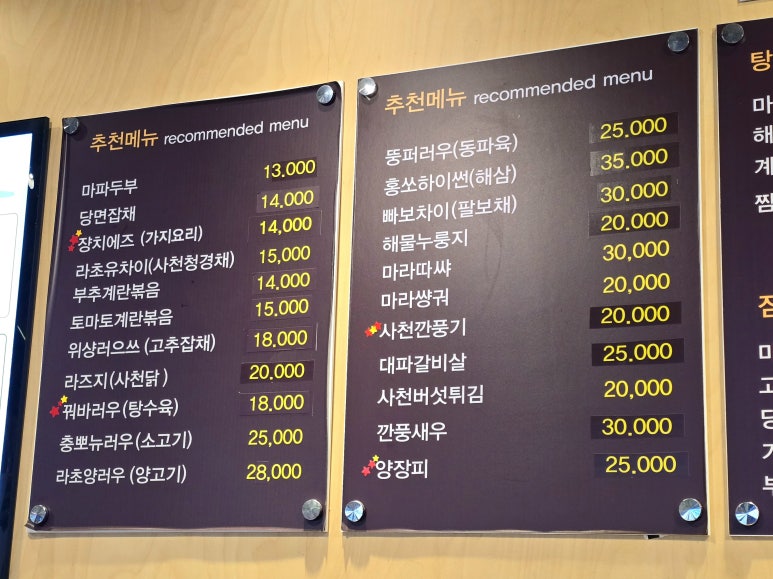 추천메뉴 recommended menu
마파두부 13.000
당면잡채 14,000
장치에즈 (가지요리) 14,000
라초유차이(사천청경채) 15,000
부추계란볶음 14.000
토마토계란볶음 15.000
위샹러으쓰 (고추잡채) 18,000
라즈지(사천닭) 20.000
꿔바러우(탕수육) 18.000
충뽀뉴러우(소고기) 25,000
라초양러우 (양고기) 28,000
추천메뉴 recommended menu
뚱퍼러우(동파육) 25.000
홍쏘하이썬(해삼) 35.000
빠보차이(팔보채) 30.000
해물누룽지 20.000
마라따쌰 30,000
마라썅궈 20,000
사천깐풍기 20.000
대파갈비살 25.000
사천버섯튀김 20,000
깐풍새우 30.000
양장피 25.000
탕
마
해
계
짬